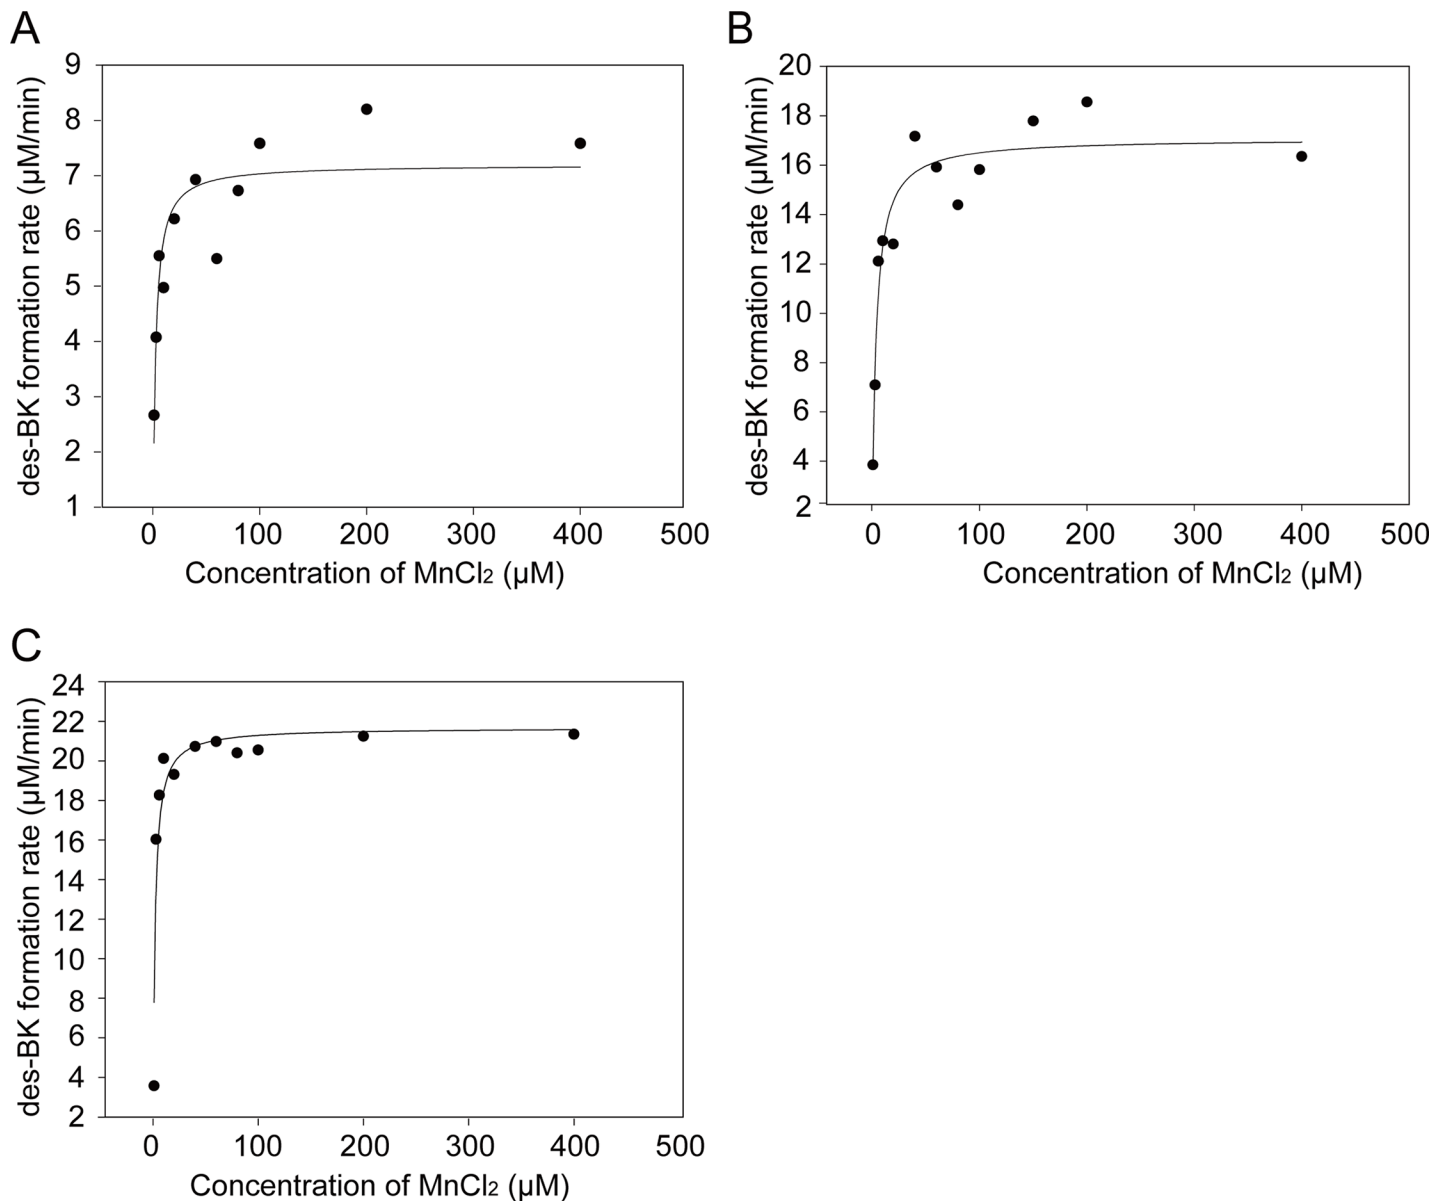 A
des-BK formation rate (µM/min)
9
8
7
6
5
4
3
2
1
0 100 200 300 400 500
Concentration of MnCl₂ (µM)
B
des-BK formation rate (µM/min)
20
18
16
14
12
10
8
6
4
2
0 100 200 300 400 500
Concentration of MnCl₂ (µM)
C
des-BK formation rate (µM/min)
24
22
20
18
16
14
12
10
8
6
4
2
0 100 200 300 400 500
Concentration of MnCl₂ (µM)